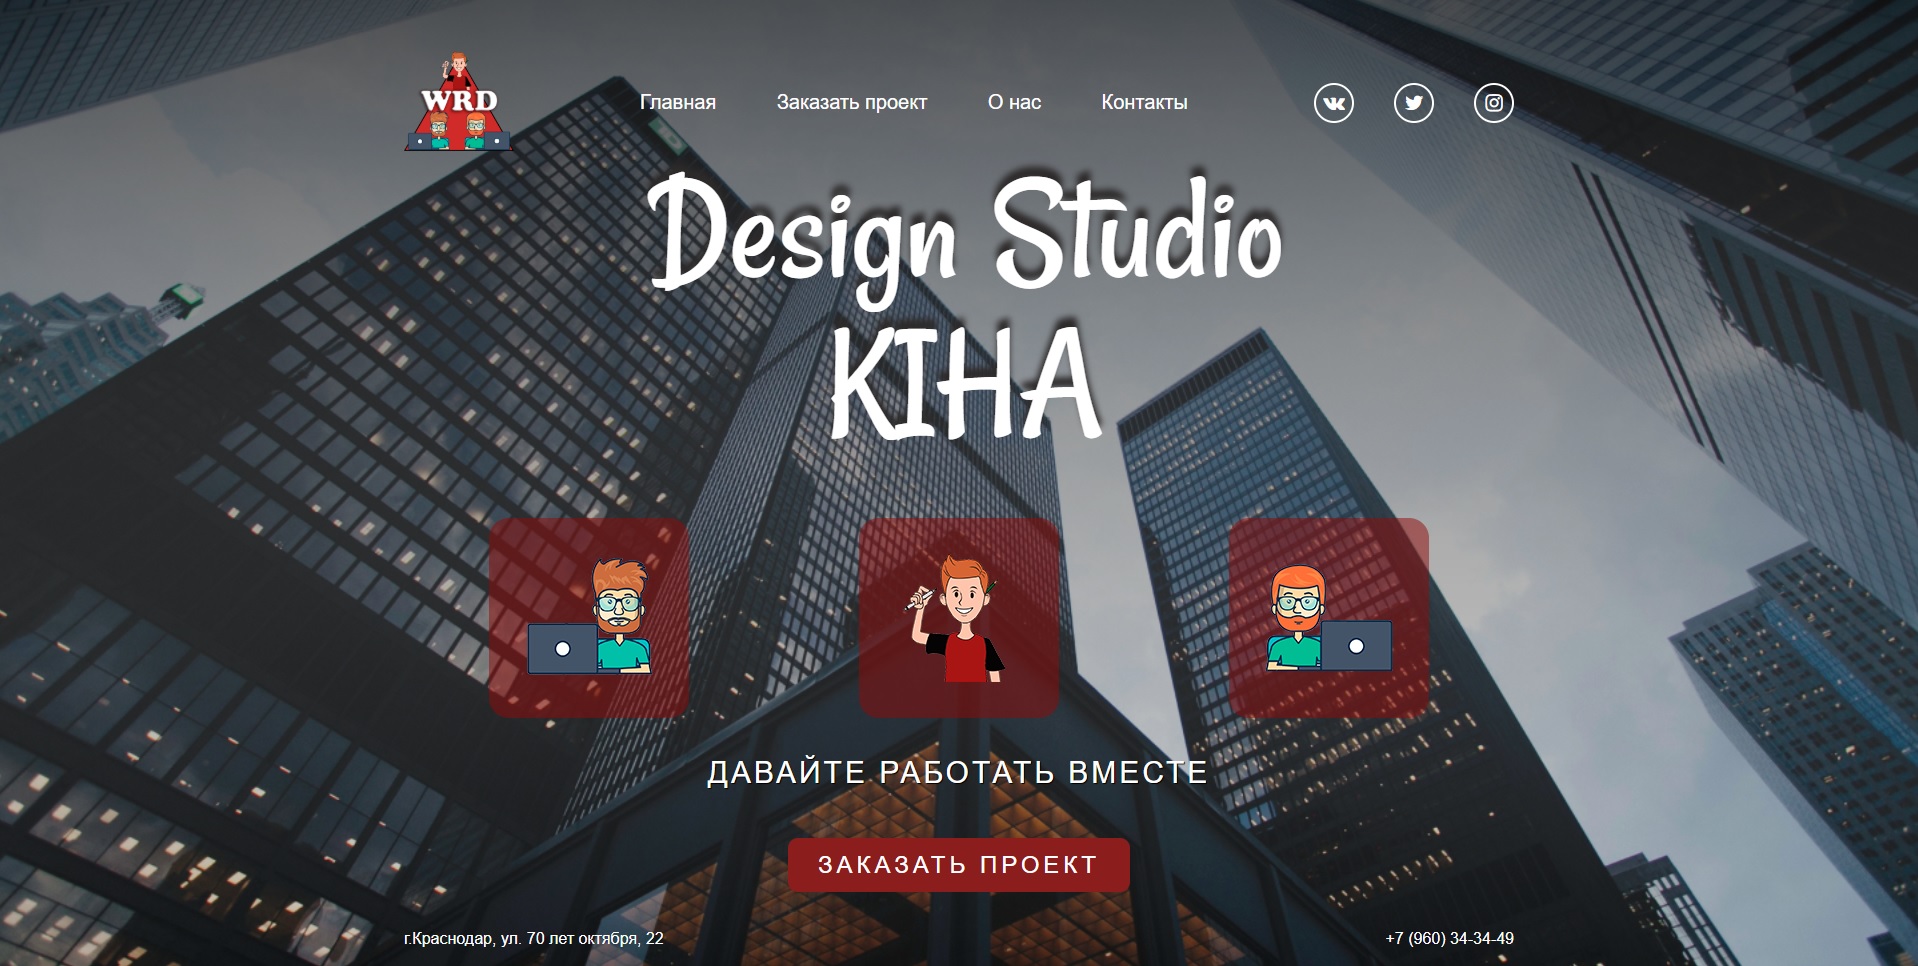 WRD
Главная
Заказать проект
О нас
Контакты
Design Studio
KIHA
ДАВАЙТЕ РАБОТАТЬ ВМЕСТЕ
ЗАКАЗАТЬ ПРОЕКТ
г.Краснодар, ул. 70 лет октября, 22
+7 (960) 34-34-49